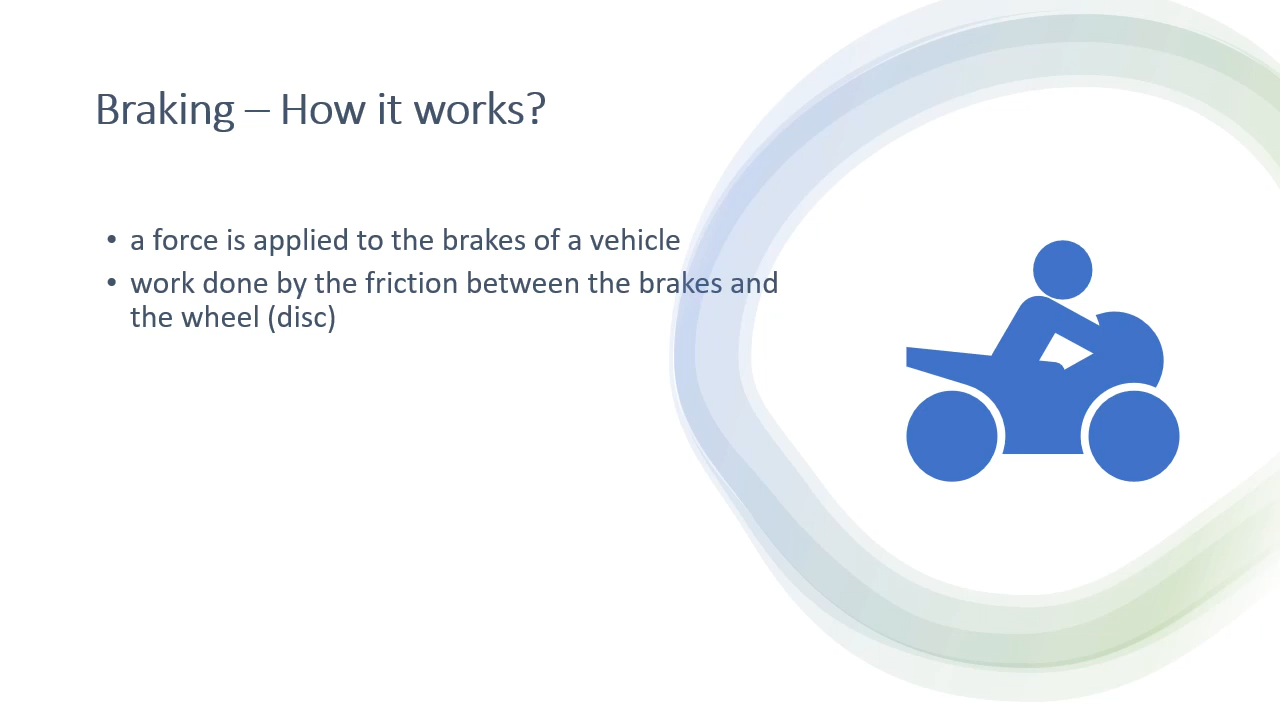 Braking – How it works?
• a force is applied to the brakes of a vehicle
• work done by the friction between the brakes and
the wheel (disc)